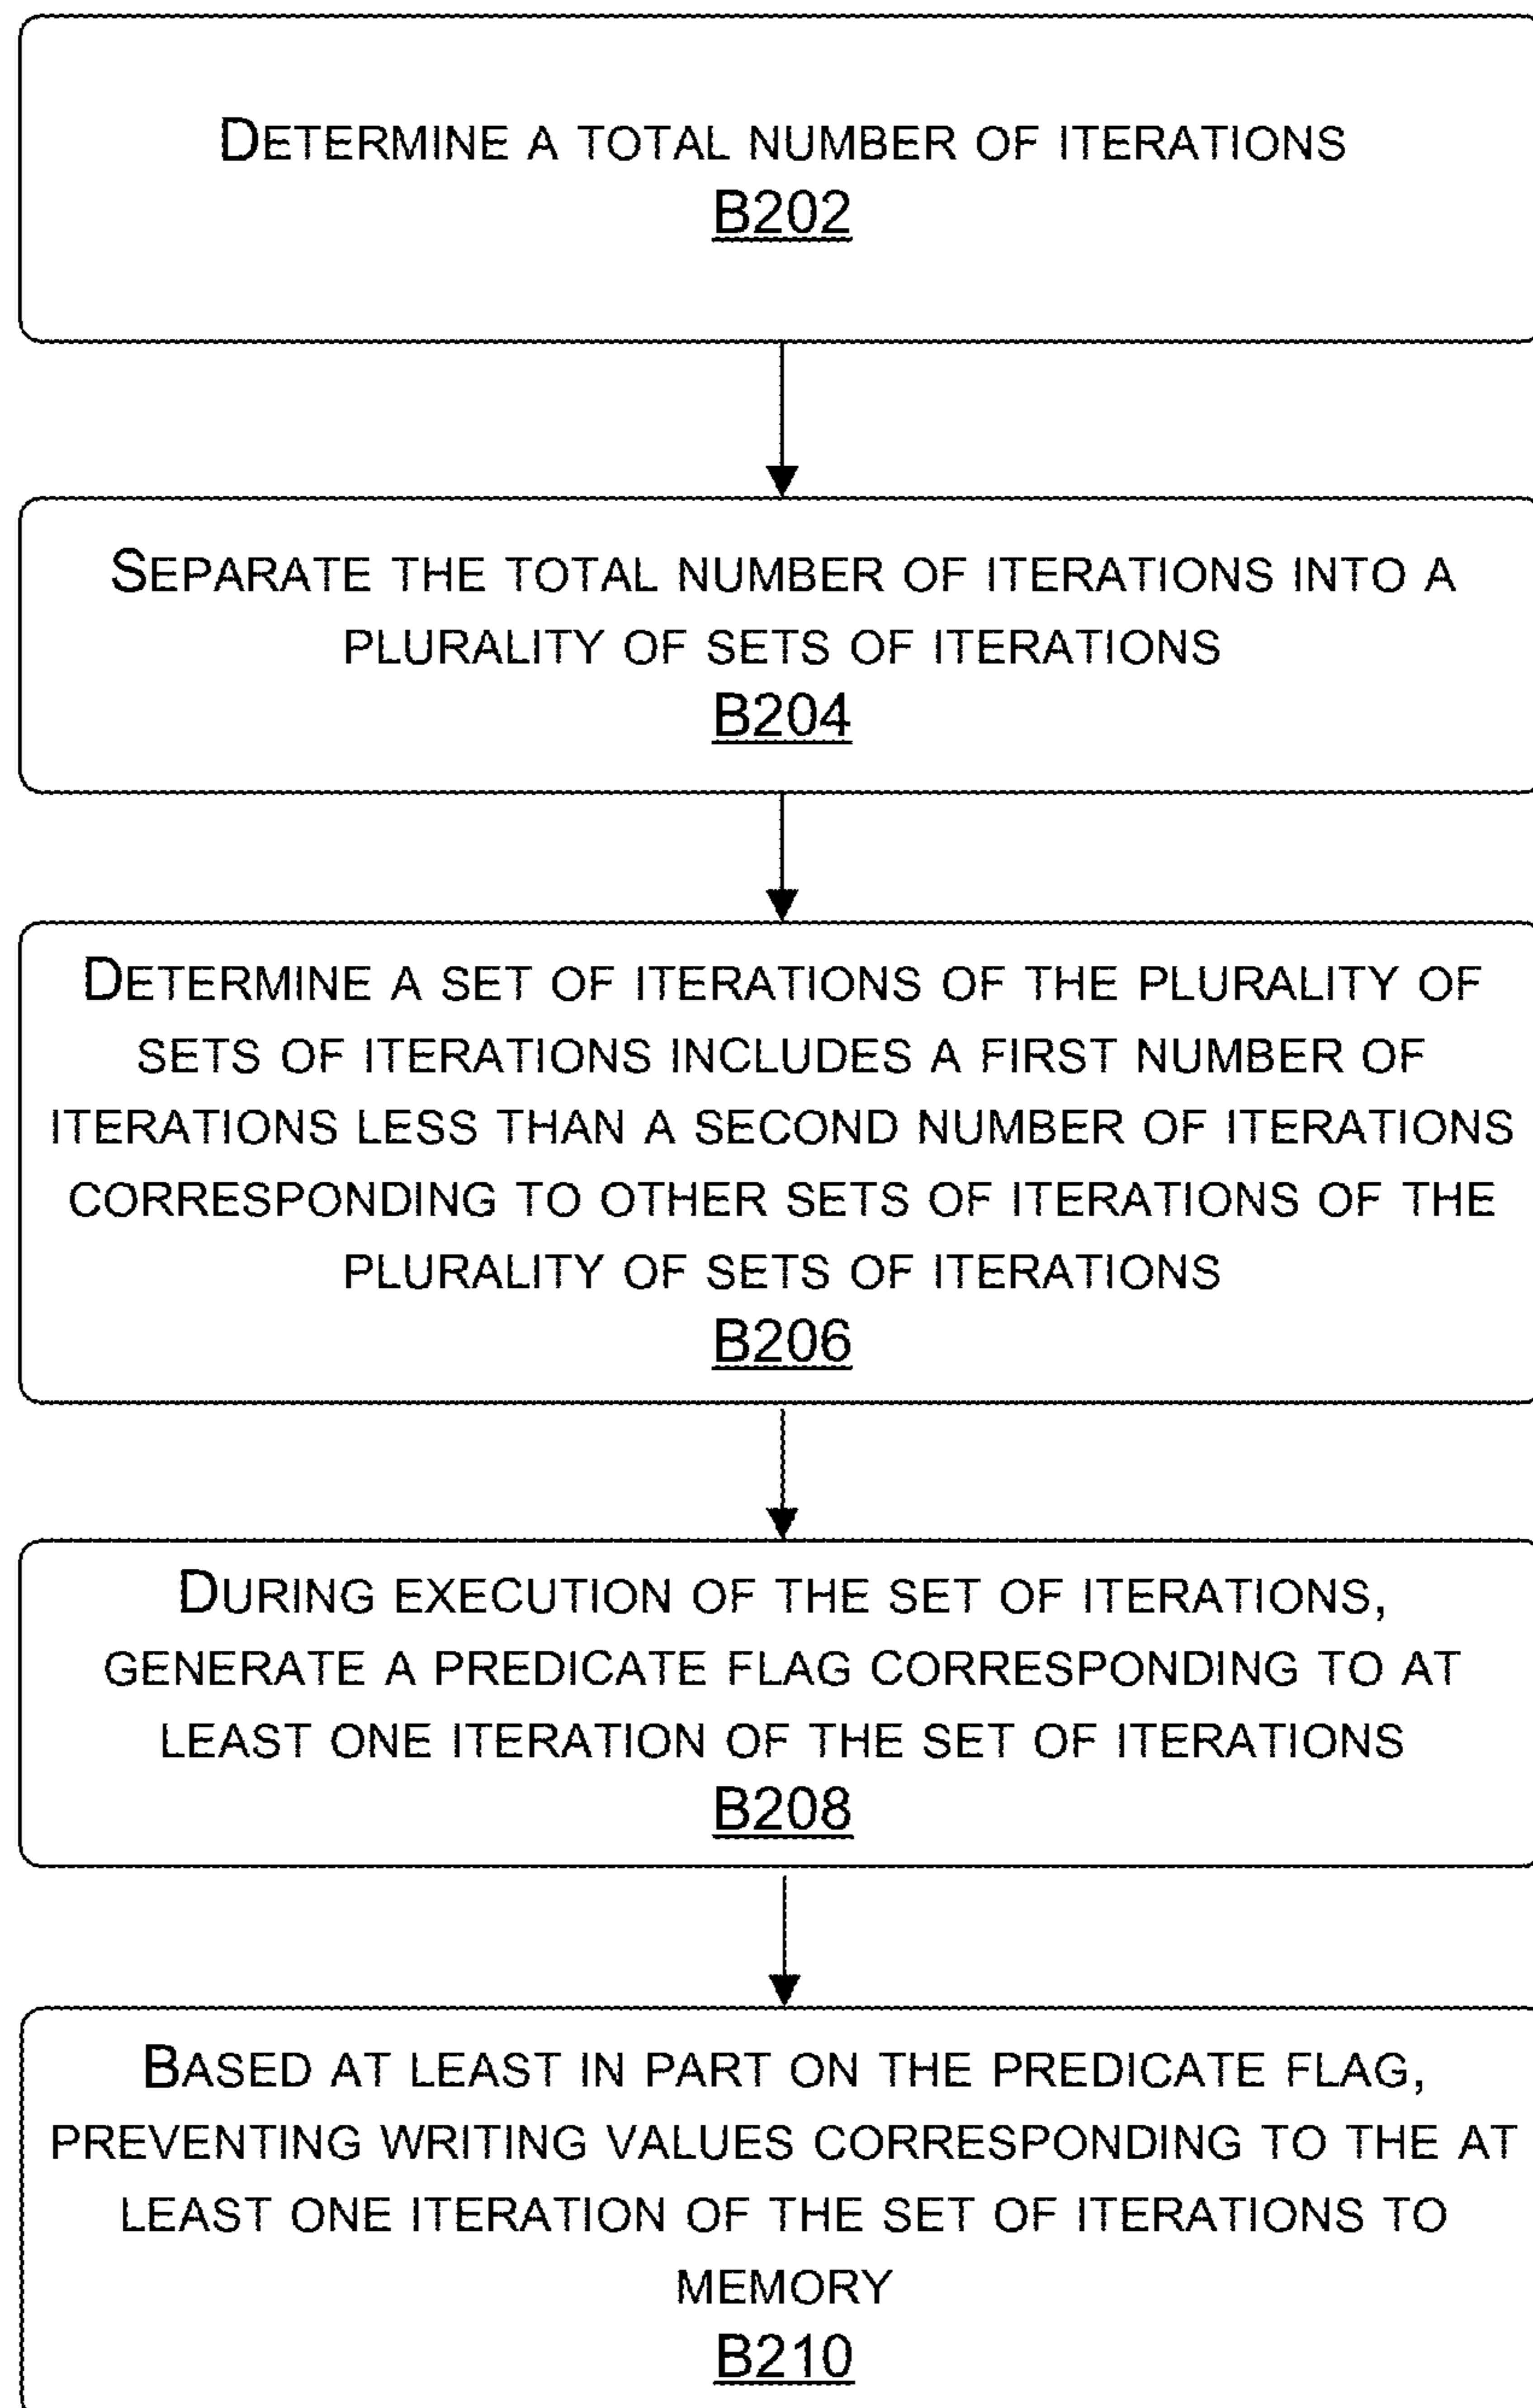 DETERMINE A TOTAL NUMBER OF ITERATIONS
B202
SEPARATE THE TOTAL NUMBER OF ITERATIONS INTO A
PLURALITY OF SETS OF ITERATIONS
B204
DETERMINE A SET OF ITERATIONS OF THE PLURALITY OF
SETS OF ITERATIONS INCLUDES A FIRST NUMBER OF
ITERATIONS LESS THAN A SECOND NUMBER OF ITERATIONS
CORRESPONDING TO OTHER SETS OF ITERATIONS OF THE
PLURALITY OF SETS OF ITERATIONS
B206
DURING EXECUTION OF THE SET OF ITERATIONS,
GENERATE A PREDICATE FLAG CORRESPONDING TO AT
LEAST ONE ITERATION OF THE SET OF ITERATIONS
B208
BASED AT LEAST IN PART ON THE PREDICATE FLAG,
PREVENTING WRITING VALUES CORRESPONDING TO THE AT
LEAST ONE ITERATION OF THE SET OF ITERATIONS TO
MEMORY
B210